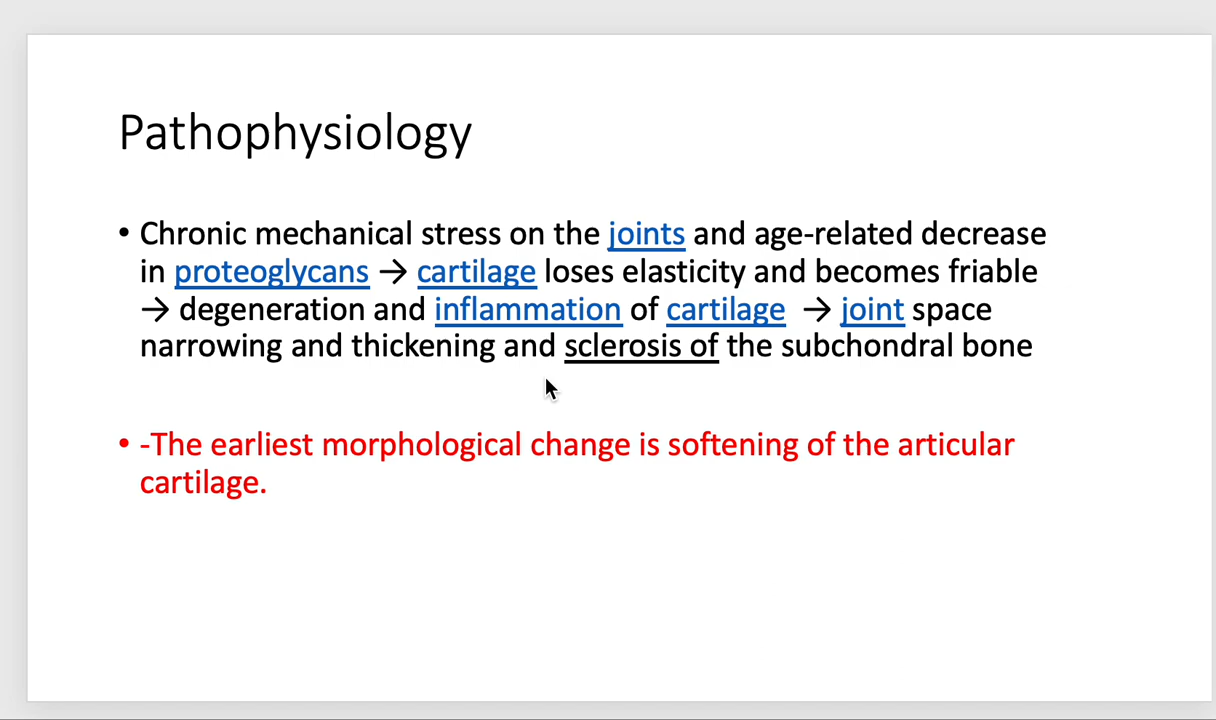 Pathophysiology
• Chronic mechanical stress on the joints and age-related decrease
in proteoglycans → cartilage loses elasticity and becomes friable
→ degeneration and inflammation of cartilage → joint space
narrowing and thickening and sclerosis of the subchondral bone
• -The earliest morphological change is softening of the articular
cartilage.